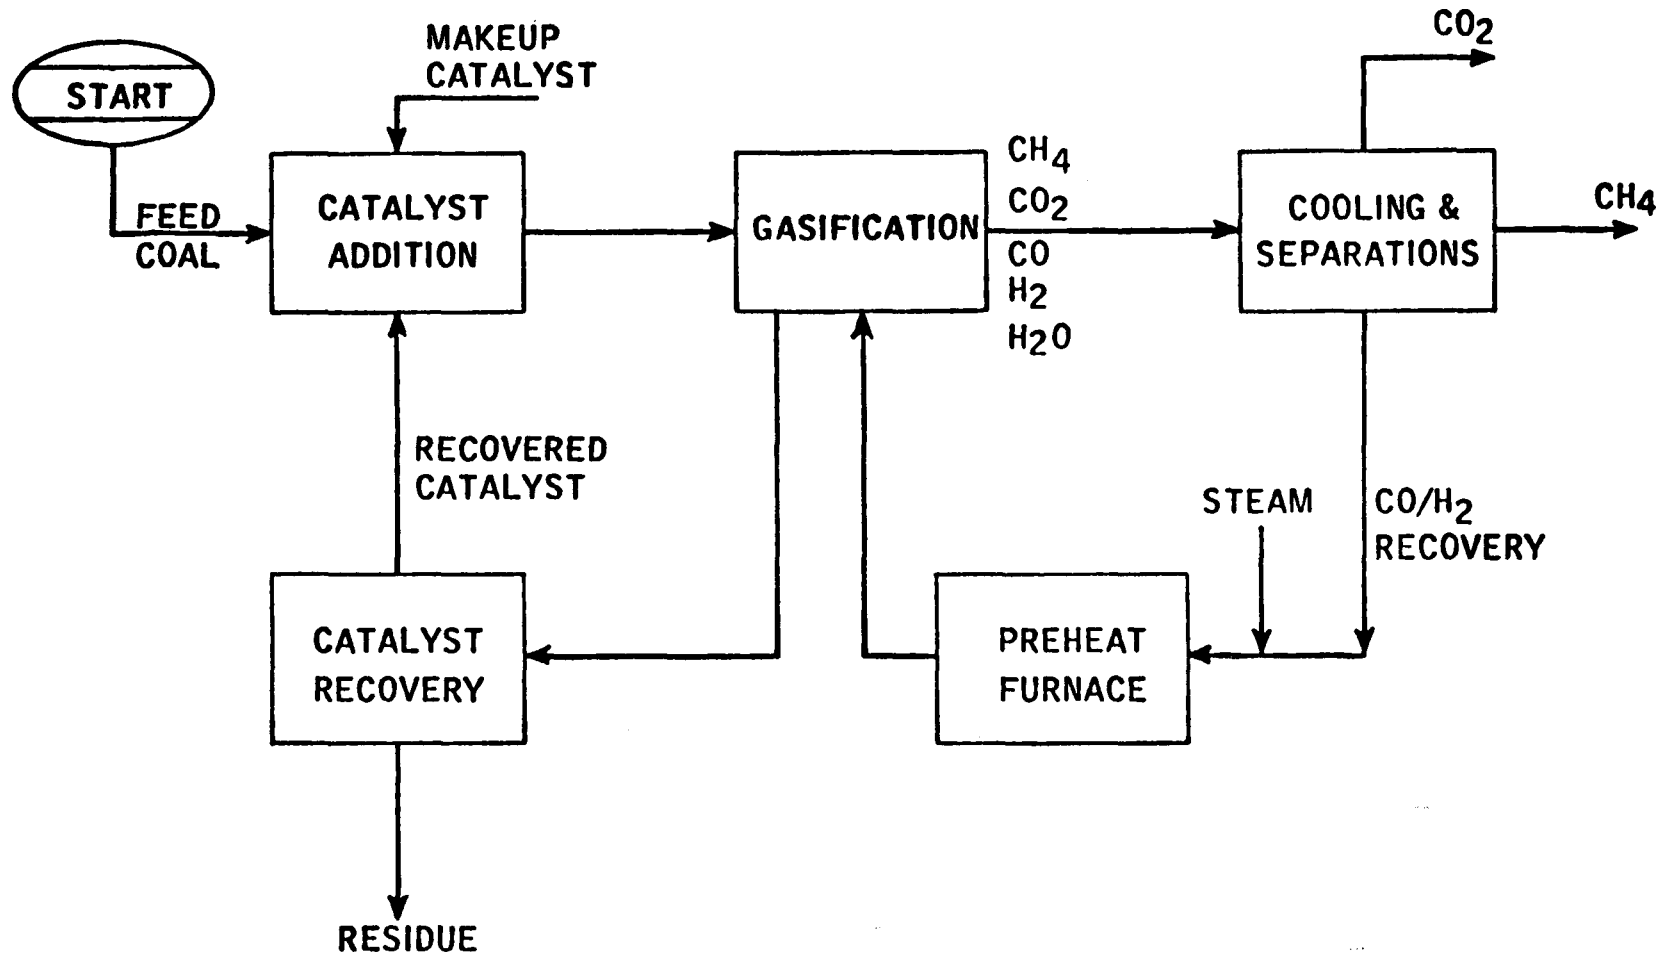 START
MAKEUP
CATALYST
FEED
COAL
CATALYST
ADDITION
GASIFICATION
CH4
CO2
CO
H2
H2O
COOLING &
SEPARATIONS
CO2
CH4
RECOVERED
CATALYST
STEAM
CO/H2
RECOVERY
CATALYST
RECOVERY
PREHEAT
FURNACE
RESIDUE